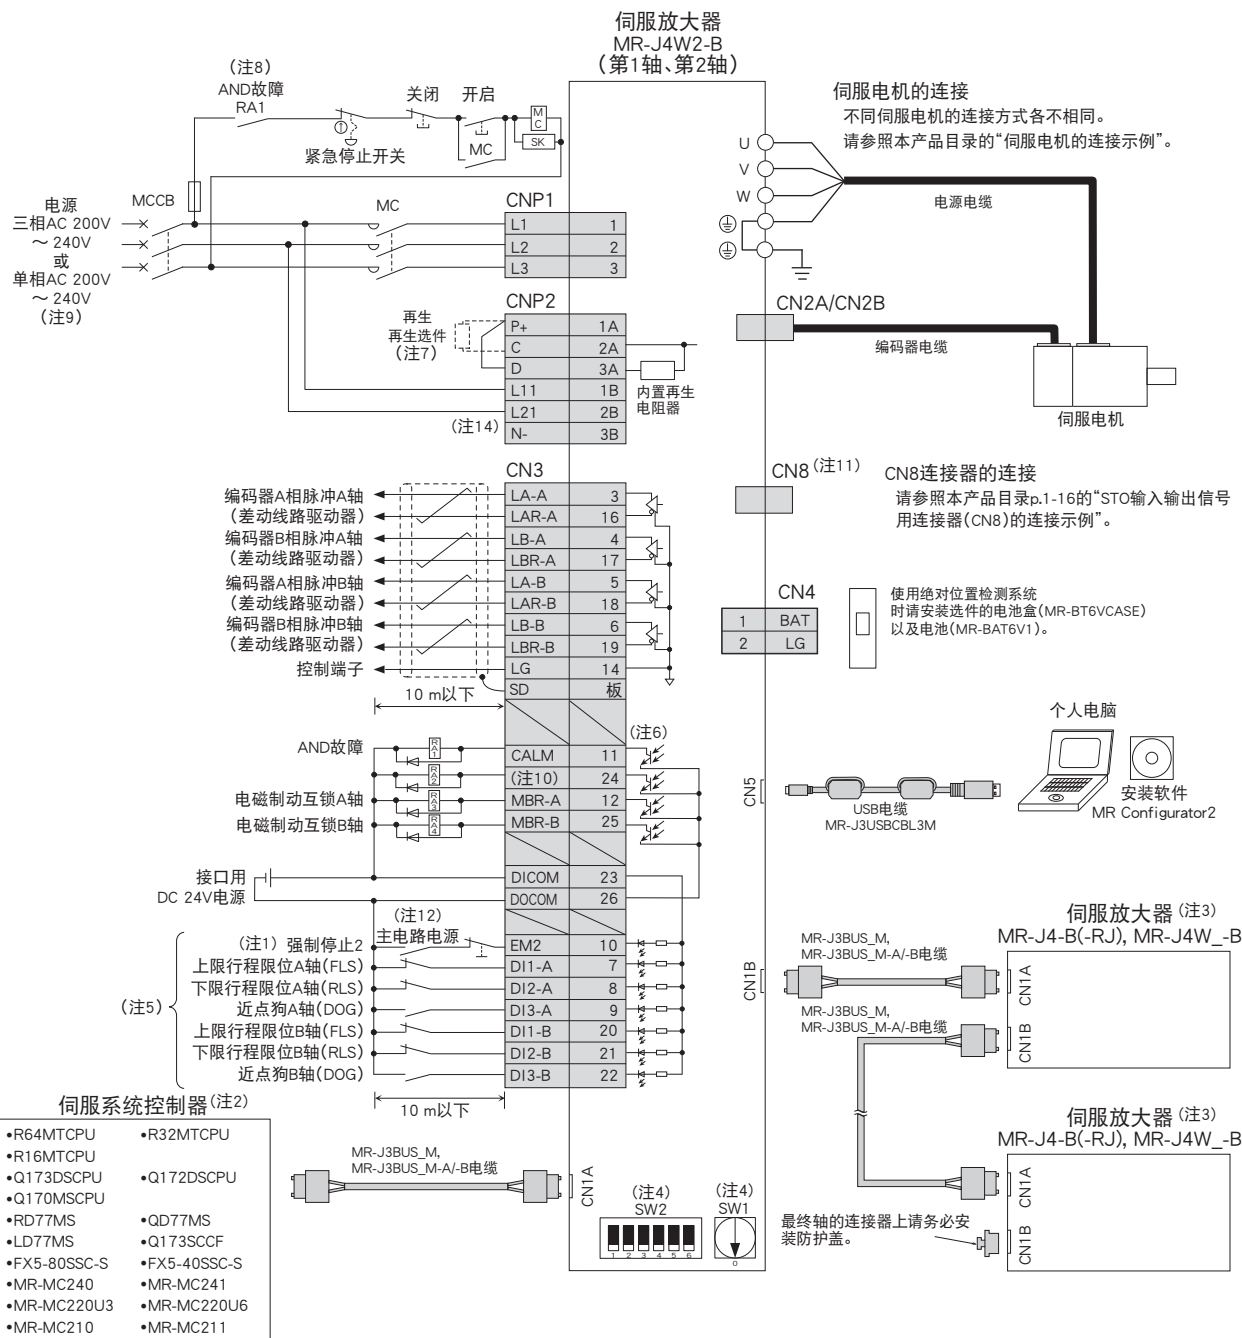 伺服放大器
MR-J4W2-B
(第1轴、第2轴)
(注8)
AND故障
RA1
关闭
开启
MC
SK
MC
紧急停止开关
伺服电机的连接
不同伺服电机的连接方式各不相同。
请参照本产品目录的“伺服电机的连接示例”。
U
V
W
电源电缆
电源
三相AC 200V
～ 240V
或
单相AC 200V
～ 240V
(注9)
MCCB
MC
CNP1
L1 1
L2 2
L3 3
CNP2
P+ 1A
C 2A
D 3A
L11 1B
L21 2B
N- 3B
再生
再生选件
(注7)
(注14)
内置再生
电阻器
CN2A/CN2B
编码器电缆
伺服电机
CN8(注11)
CN8连接器的连接
请参照本产品目录p.1-16的“STO输入输出信号
用连接器(CN8)的连接示例”。
CN3
编码器A相脉冲A轴 LA-A 3
(差动线路驱动器) LAR-A 16
编码器B相脉冲A轴 LB-A 4
(差动线路驱动器) LBR-A 17
编码器A相脉冲B轴 LA-B 5
(差动线路驱动器) LAR-B 18
编码器B相脉冲B轴 LB-B 6
(差动线路驱动器) LBR-B 19
控制端子 LG 14
SD 板
10 m以下
CN4
1 BAT
2 LG
使用绝对位置检测系统
时请安装选件的电池盒(MR-BT6VCASE)
以及电池(MR-BAT6V1)。
(注6)
AND故障 RA1 CALM 11
RA2 (注10) 24
电磁制动互锁A轴 RA3 MBR-A 12
电磁制动互锁B轴 RA4 MBR-B 25
接口用
DC 24V电源
DICOM 23
DOCOM 26
CN5
USB电缆
MR-J3USBCBL3M
个人电脑
安装软件
MR Configurator2
(注12)
主电路电源
(注5)
(注1) 强制停止2 EM2 10
上限行程限位A轴(FLS) DI1-A 7
下限行程限位A轴(RLS) DI2-A 8
近点狗A轴(DOG) DI3-A 9
上限行程限位B轴(FLS) DI1-B 20
下限行程限位B轴(RLS) DI2-B 21
近点狗B轴(DOG) DI3-B 22
10 m以下
CN1B
MR-J3BUS_M,
MR-J3BUS_M-A/-B电缆
MR-J3BUS_M,
MR-J3BUS_M-A/-B电缆
伺服放大器(注3)
MR-J4-B(-RJ), MR-J4W_-B
CN1A
CN1B
伺服放大器(注3)
MR-J4-B(-RJ), MR-J4W_-B
CN1A
CN1B
最终轴的连接器上请务必安
装防护盖。
伺服系统控制器(注2)
•R64MTCPU •R32MTCPU
•R16MTCPU
•Q173DSCPU •Q172DSCPU
•Q170MSCPU
•RD77MS •QD77MS
•LD77MS •Q173SCCF
•FX5-80SSC-S •FX5-40SSC-S
•MR-MC240 •MR-MC241
•MR-MC220U3 •MR-MC220U6
•MR-MC210 •MR-MC211
MR-J3BUS_M,
MR-J3BUS_M-A/-B电缆
CN1A
(注4)
SW2
1 2 3 4 5 6
(注4)
SW1
0